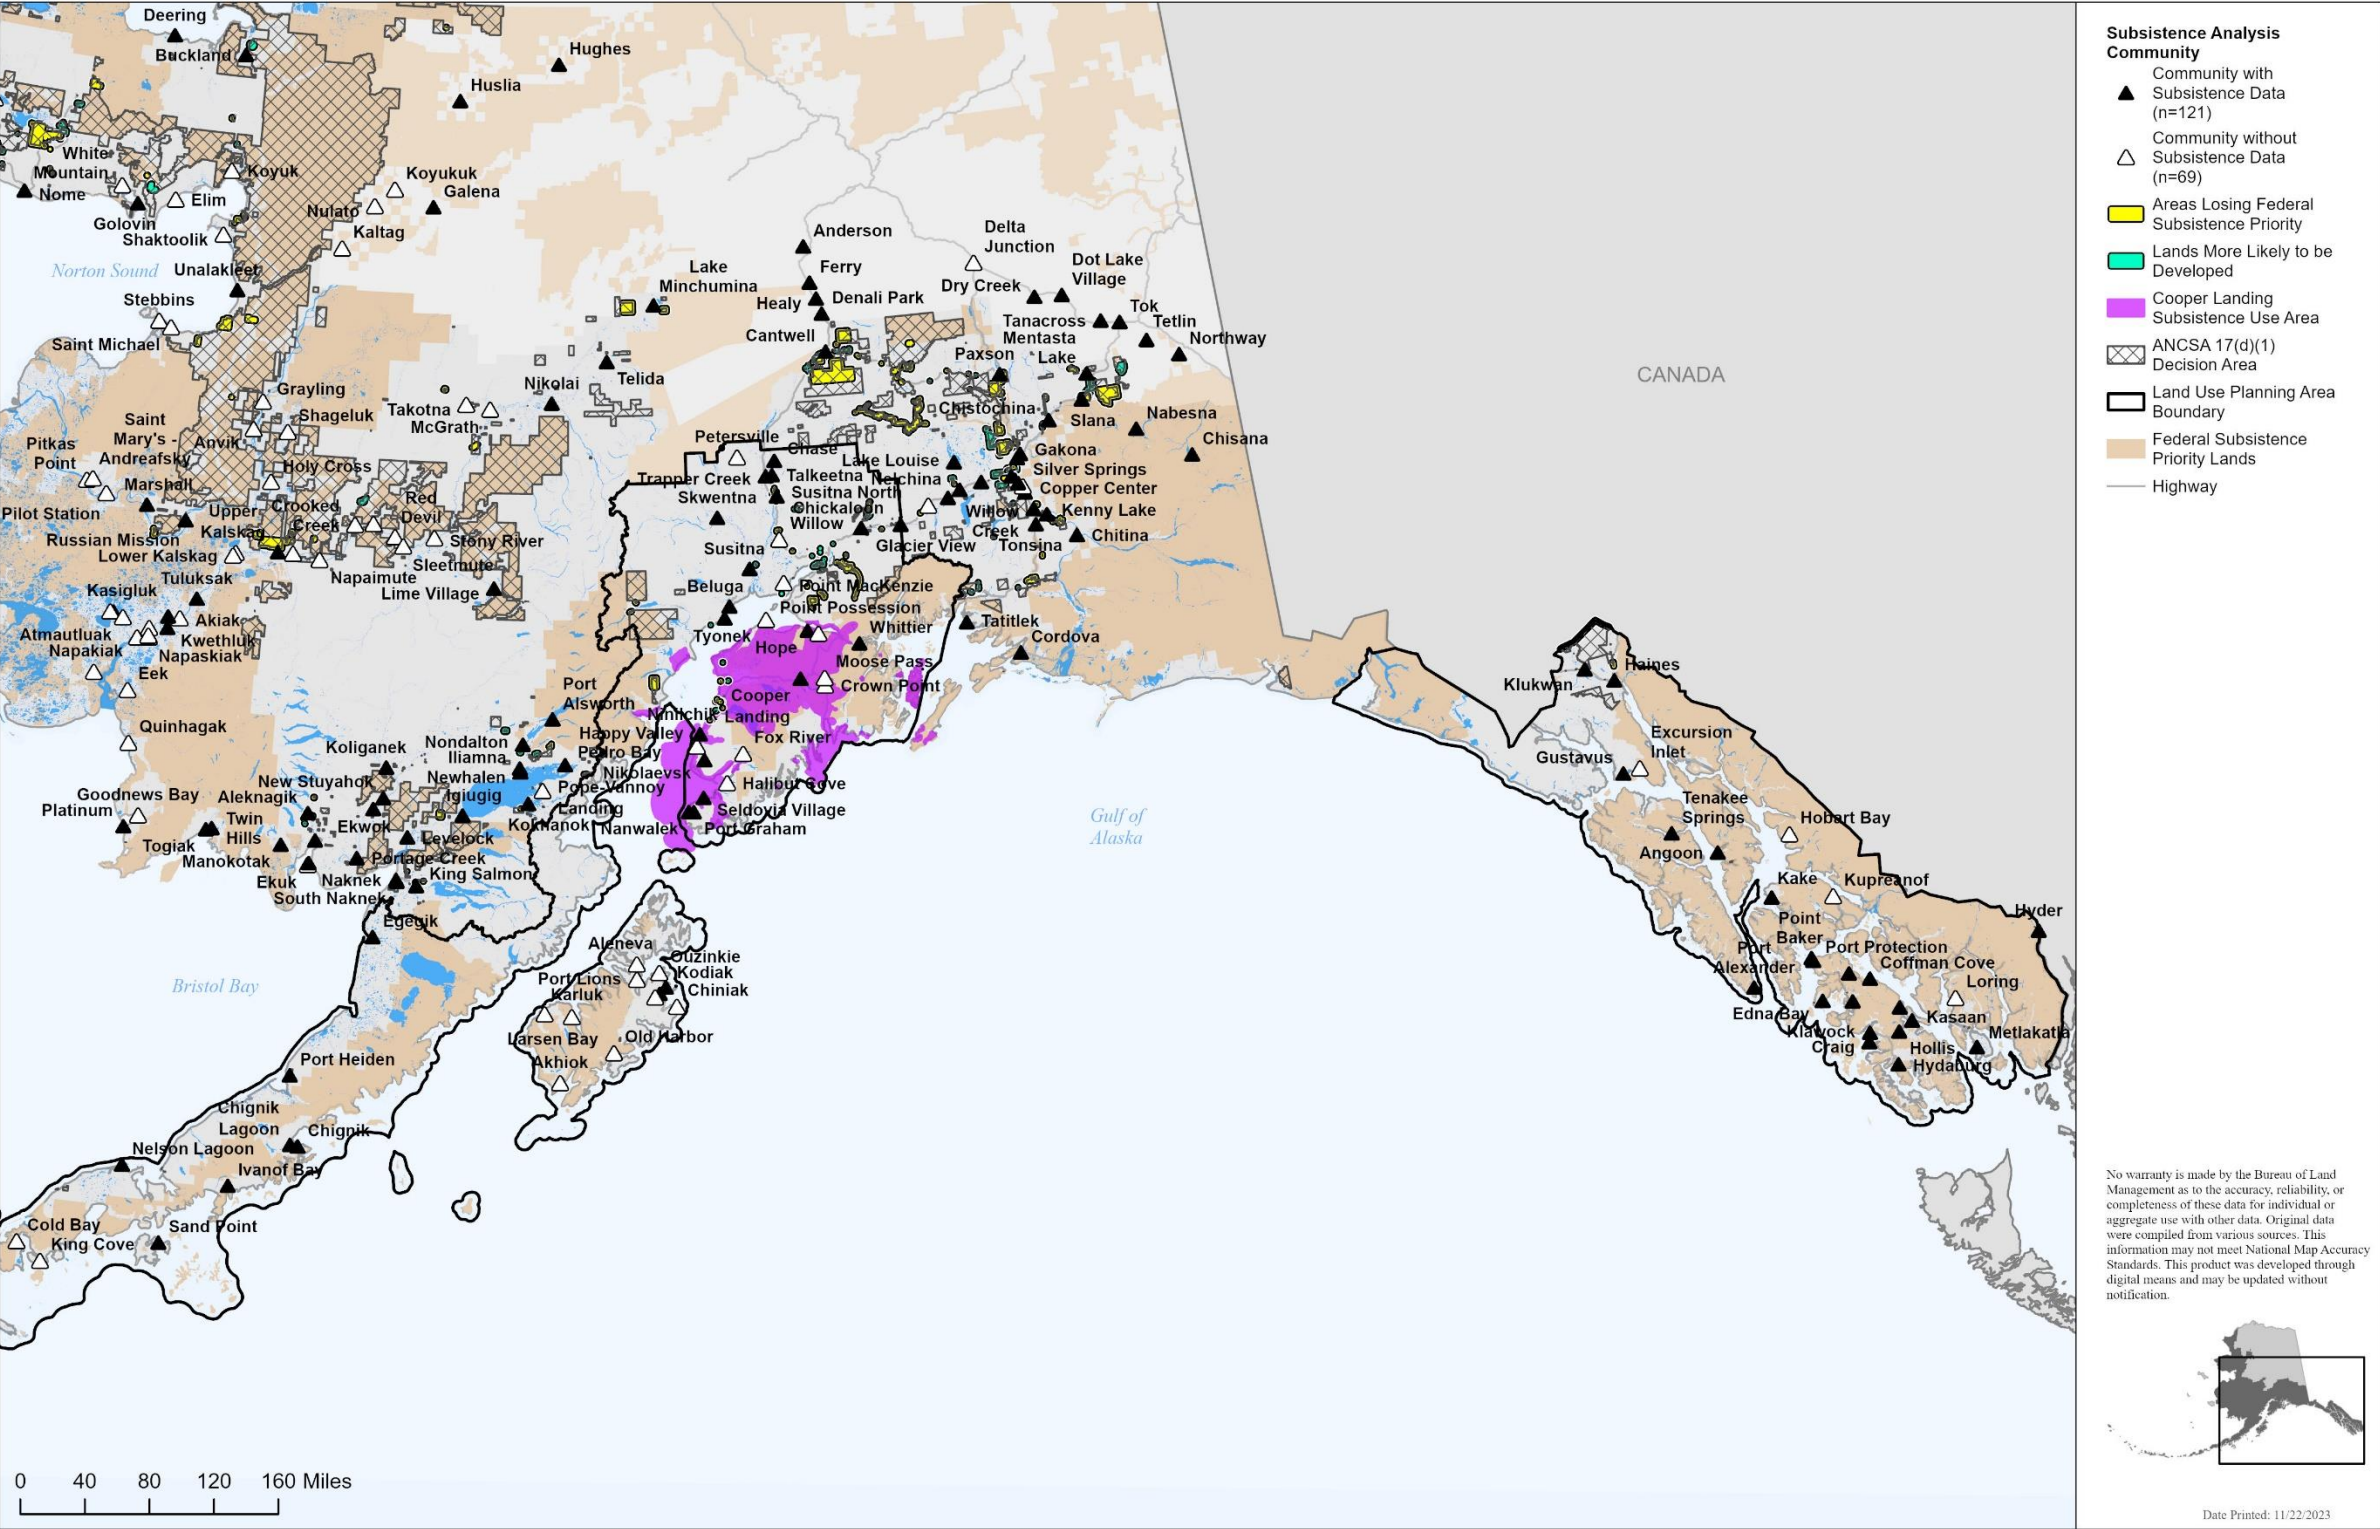 Deering
Buckland
Hughes
Huslia
White
Mountain
Nome
Koyuk
Koyukuk
Galena
Elim
Nulato
Golovin
Shaktoolik
Kaltag
Norton Sound
Unalakleet
Stebbins
Saint Michael
Anderson
Delta
Junction
Lake
Minchumina
Ferry
Dot Lake
Village
Healy
Denali Park
Dry Creek
Tok
Cantwell
Tanacross
Tetlin
Mentasta
Lake
Northway
Paxson
Nikolai
Telida
CANADA
Grayling
Shageluk
Takotna
McGrath
Chistochina
Slana
Nabesna
Chisana
Saint
Mary's -
Andreafsky
Pitkas
Point
Anvik
Holy Cross
Petersville
Chase
Lake Louise
Gakona
Trapper Creek
Talkeetna
Nelchina
Silver Springs
Marshall
Skwentna
Susitna North
Copper Center
Pilot Station
Upper
Kalskag
Crooked
Creek
Red
Devil
Chickaloon
Willow
Willow
Creek
Kenny Lake
Russian Mission
Stony River
Lower Kalskag
Susitna
Glacier View
Tonsina
Chitina
Sleetmute
Tuluksak
Napaimute
Kasigluk
Lime Village
Beluga
Point MacKenzie
Point Possession
Akiak
Atmautluak
Kwethluk
Tyonek
Whittier
Tatitlek
Napakiak
Napaskiak
Hope
Cordova
Eek
Moose Pass
Crown Point
Port
Alsworth
Cooper
Landing
Ninilchik
Quinhagak
Happy Valley
Fox River
Koliganek
Nondalton
Iliamna
Pedro Bay
New Stuyahok
Newhalen
Nikolaevsk
Goodnews Bay
Aleknagik
Igiugig
Pope-Vannoy
Landing
Halibut Cove
Platinum
Twin
Hills
Ekwok
Kokhanok
Nanwalek
Seldovia Village
Togiak
Levelock
Port Graham
Manokotak
Portage Creek
Ekuk
Naknek
King Salmon
South Naknek
Egegik
Gulf of
Alaska
Bristol Bay
Aleneva
Ouzinkie
Port Lions
Kodiak
Karluk
Chiniak
Larsen Bay
Old Harbor
Akhiok
Port Heiden
Chignik
Lagoon
Chignik
Nelson Lagoon
Ivanof Bay
Cold Bay
Sand Point
King Cove
Haines
Klukwan
Excursion
Inlet
Gustavus
Tenakee
Springs
Hobart Bay
Angoon
Kake
Kupreanof
Hyder
Point
Baker
Port
Alexander
Port Protection
Coffman Cove
Loring
Edna Bay
Kasaan
Klawock
Metlakatla
Craig
Hollis
Hydaburg
0 40 80 120 160 Miles
Subsistence Analysis
Community
Community with
Subsistence Data
(n=121)
Community without
Subsistence Data
(n=69)
Areas Losing Federal
Subsistence Priority
Lands More Likely to be
Developed
Cooper Landing
Subsistence Use Area
ANCSA 17(d)(1)
Decision Area
Land Use Planning Area
Boundary
Federal Subsistence
Priority Lands
Highway
No warranty is made by the Bureau of Land
Management as to the accuracy, reliability, or
completeness of these data for individual or
aggregate use with other data. Original data
were compiled from various sources. This
information may not meet National Map Accuracy
Standards. This product was developed through
digital means and may be updated without
notification.
Date Printed: 11/22/2023